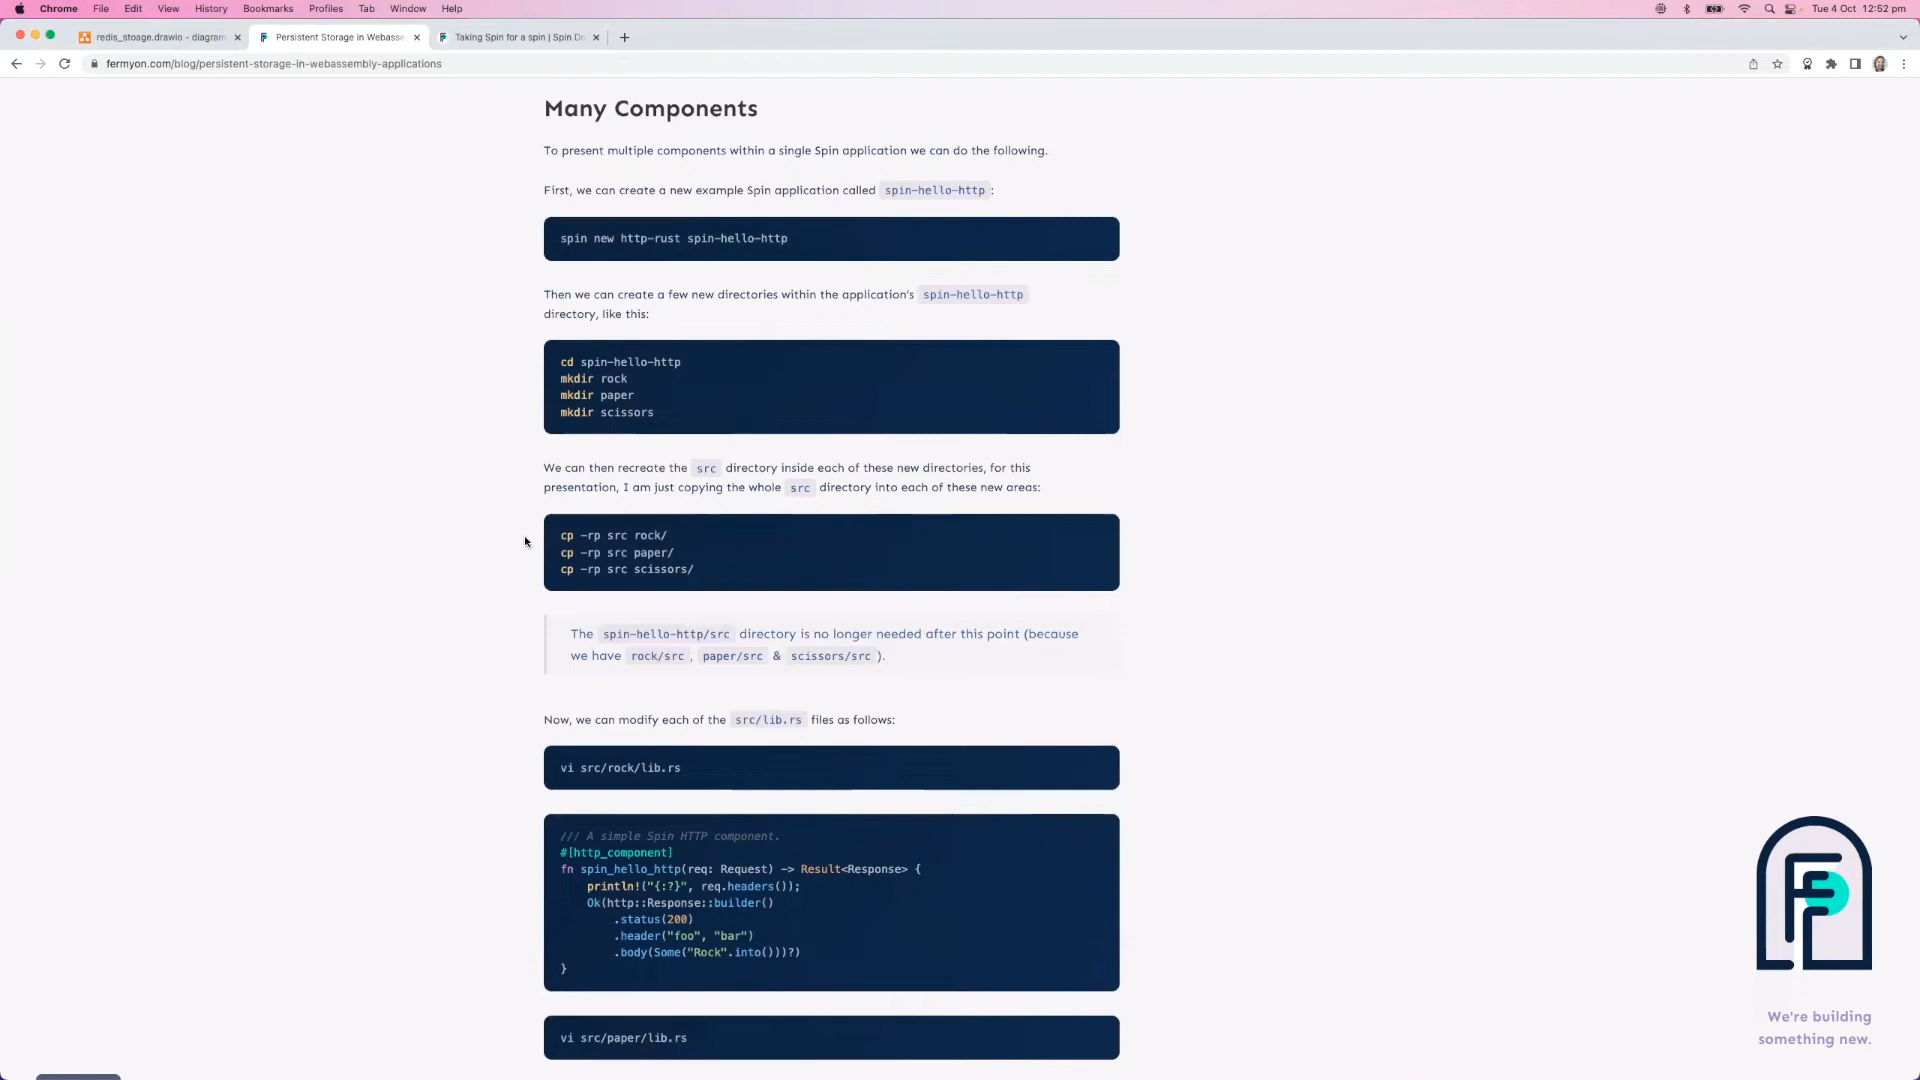 Chrome File Edit View History Bookmarks Profiles Tab Window Help Tue 4 Oct 12:52 pm
redis_stoage.drawio - diagram Persistent Storage in Webasse Taking Spin for a spin | Spin Do
fermyon.com/blog/persistent-storage-in-webassembly-applications
Many Components
To present multiple components within a single Spin application we can do the following.
First, we can create a new example Spin application called spin-hello-http :
spin new http-rust spin-hello-http
Then we can create a few new directories within the application's spin-hello-http
directory, like this:
cd spin-hello-http
mkdir rock
mkdir paper
mkdir scissors
We can then recreate the src directory inside each of these new directories, for this
presentation, I am just copying the whole src directory into each of these new areas:
cp -rp src rock/
cp -rp src paper/
cp -rp src scissors/
The spin-hello-http/src directory is no longer needed after this point (because
we have rock/src , paper/src & scissors/src ).
Now, we can modify each of the src/lib.rs files as follows:
vi src/rock/lib.rs
/// A simple Spin HTTP component.
#[http_component]
fn spin_hello_http(req: Request) -> Result<Response> {
println!("{:?}", req.headers());
Ok(http::Response::builder()
.status(200)
.header("foo", "bar")
.body(Some("Rock".into()))?)
}
vi src/paper/lib.rs
We're building
something new.